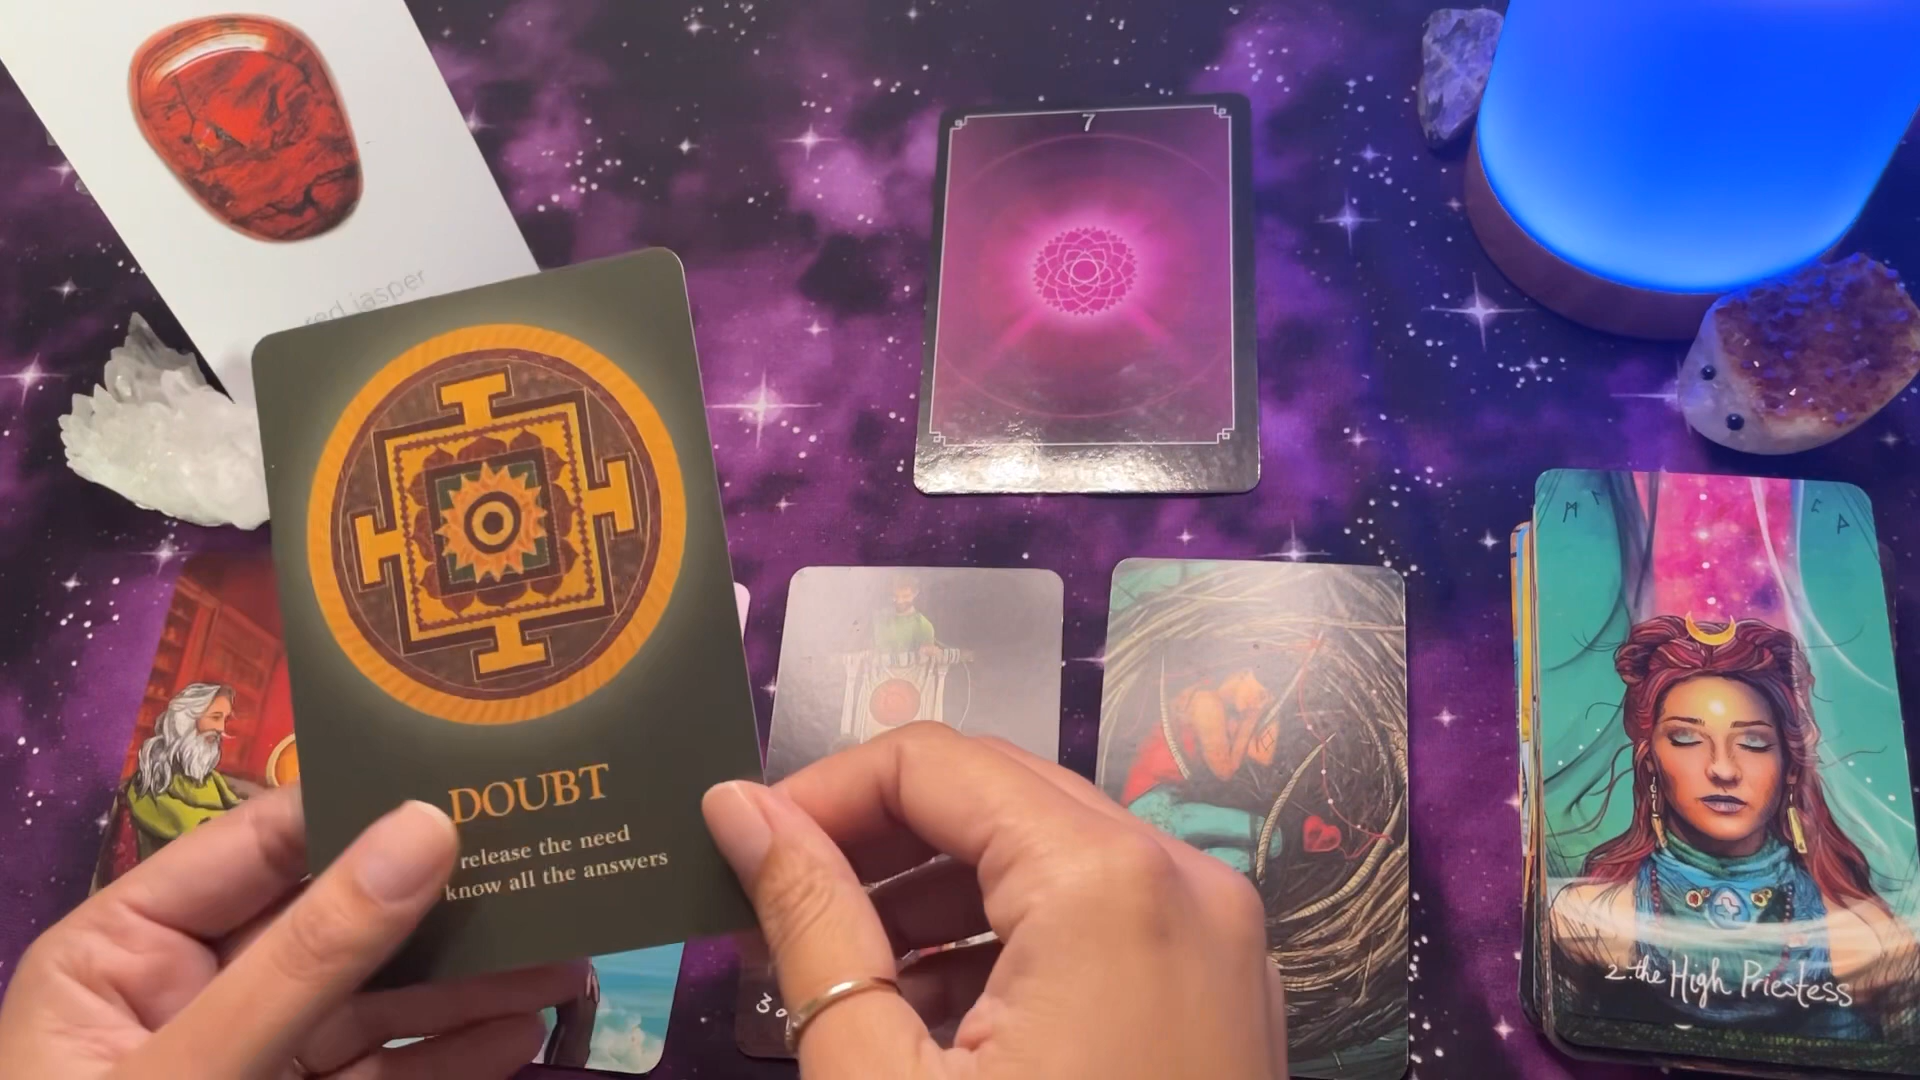 7
red jasper
DOUBT
release the need
know all the answers
2. the High Priestess